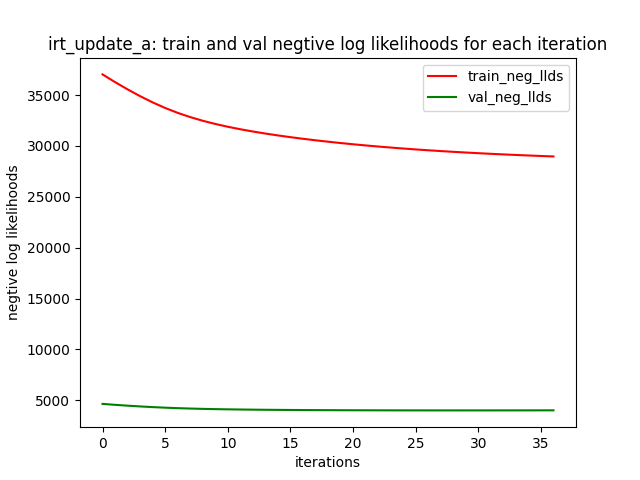 irt_update_a: train and val negtive log likelihoods for each iteration
train_neg_llds
val_neg_llds
negtive log likelihoods
35000
30000
25000
20000
15000
10000
5000
0 5 10 15 20 25 30 35
iterations